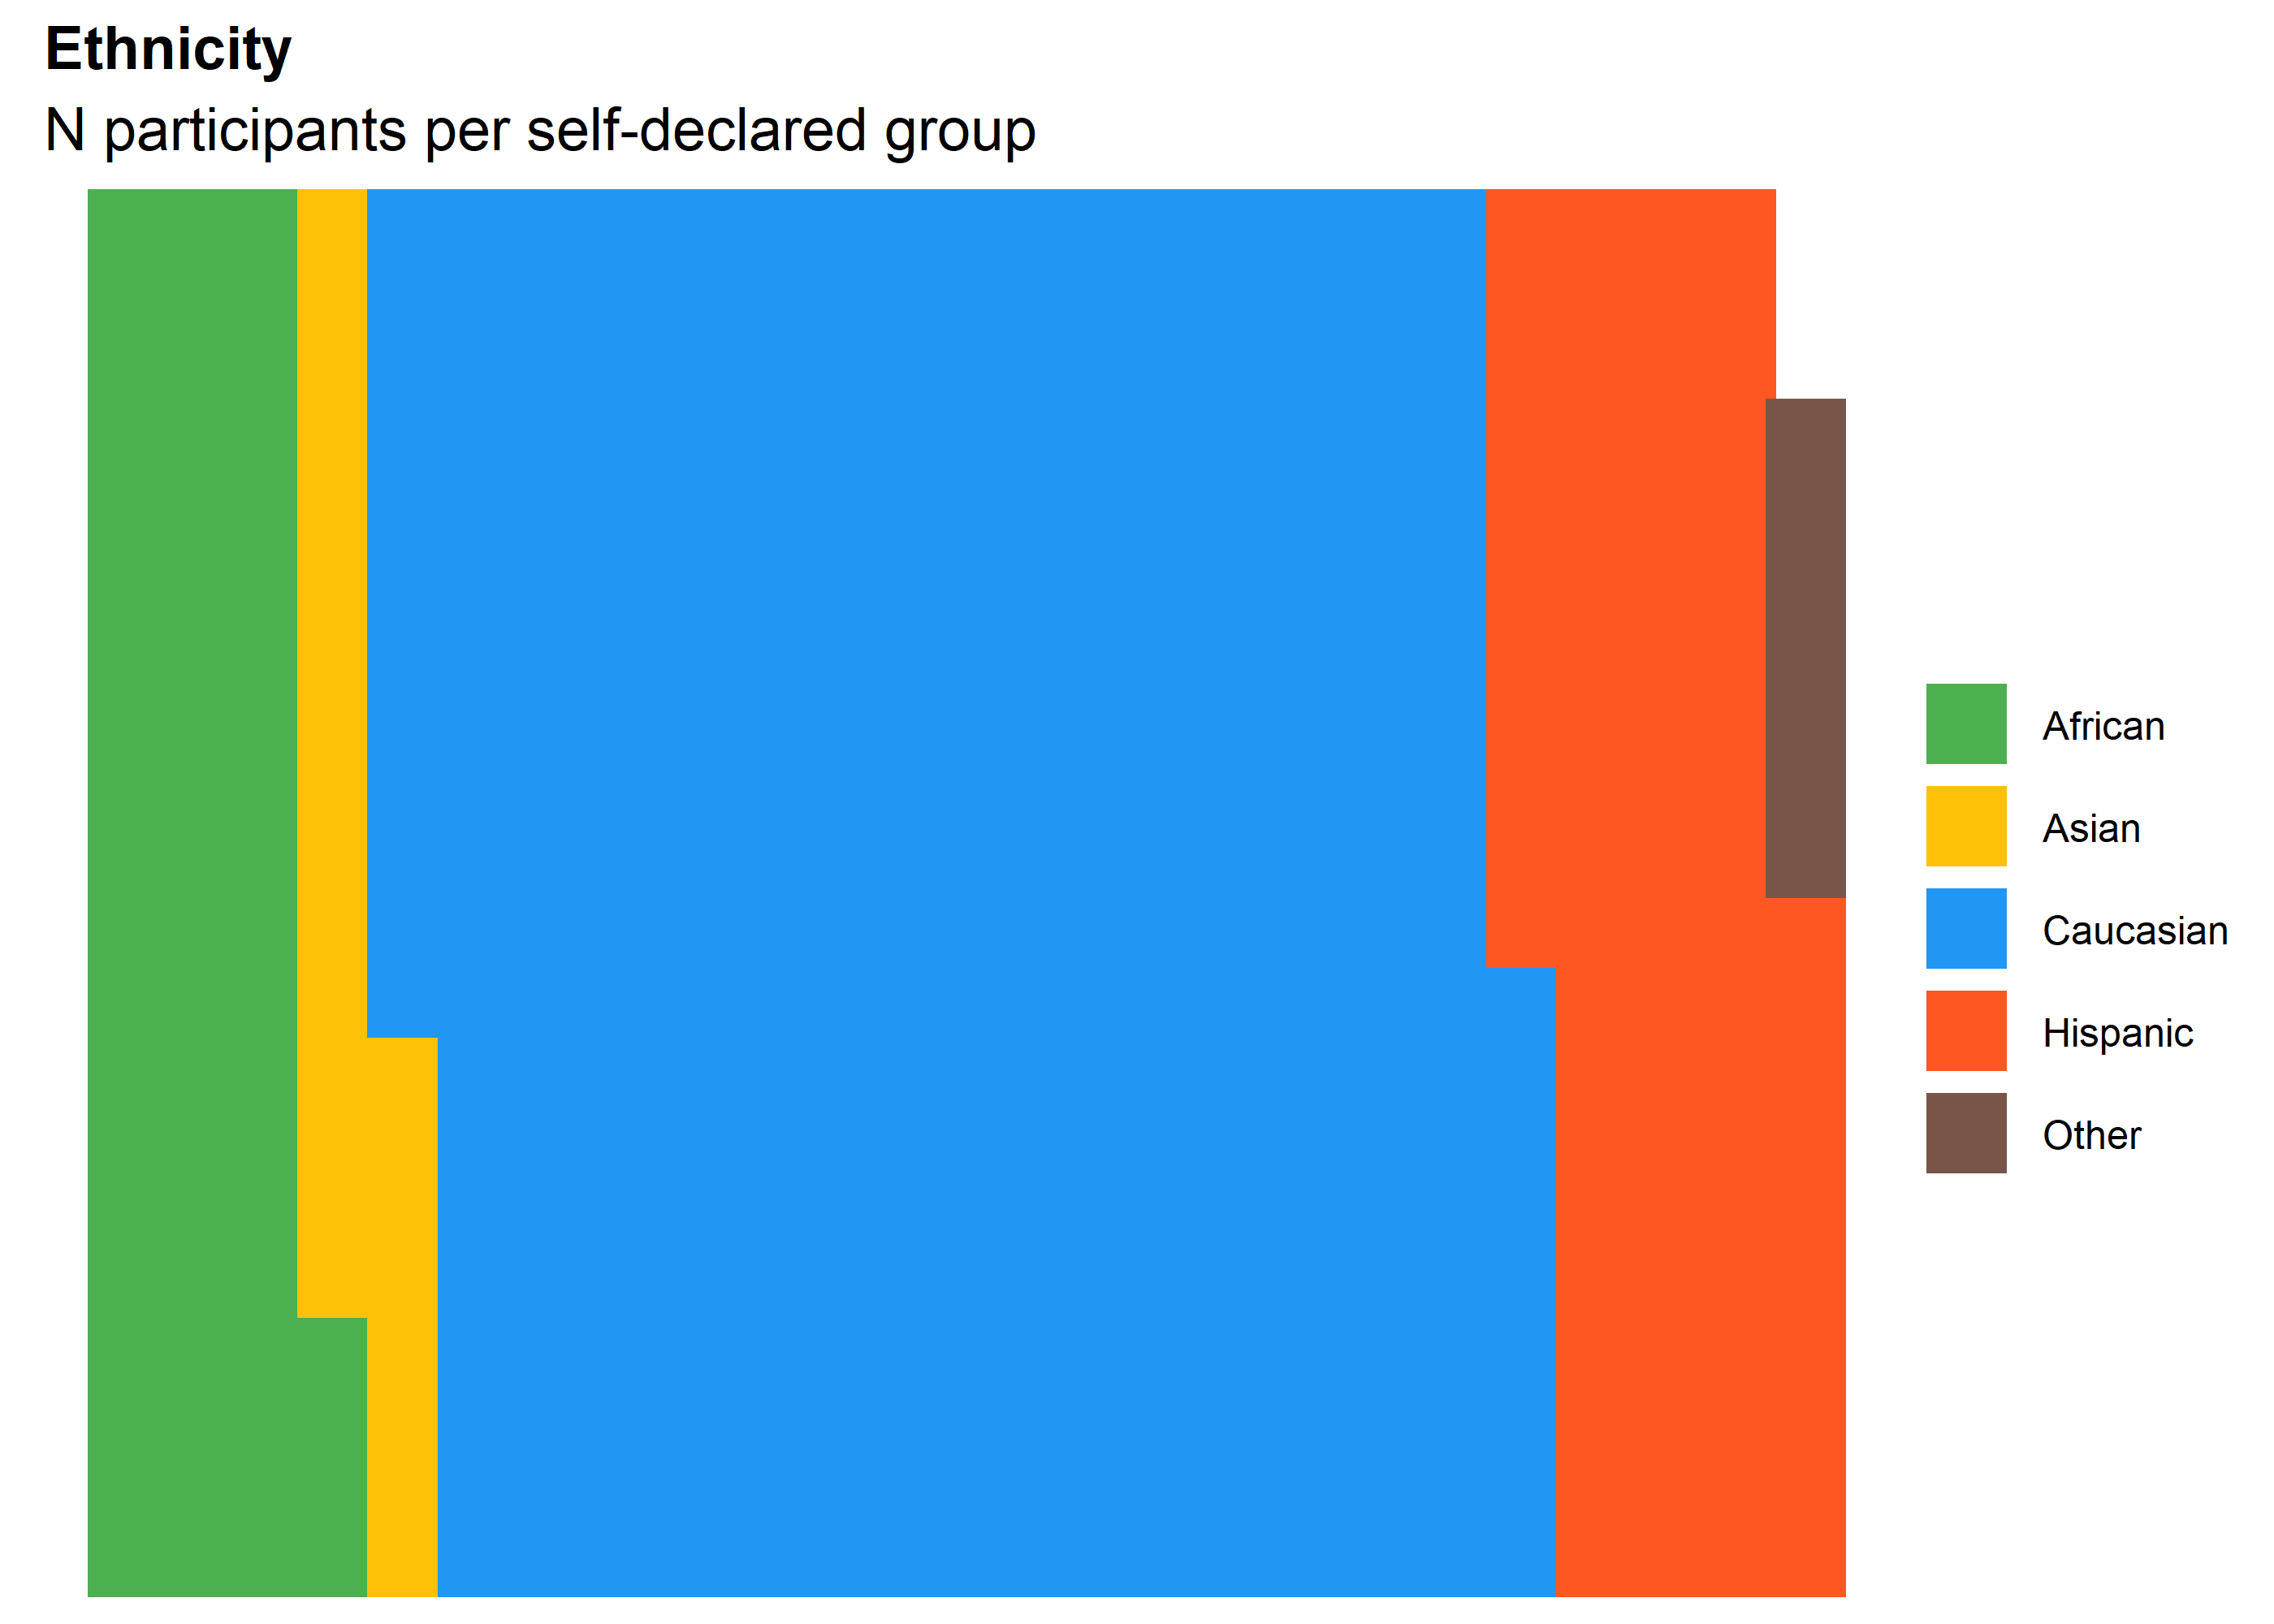 Ethnicity
N participants per self-declared group
African
Asian
Caucasian
Hispanic
Other